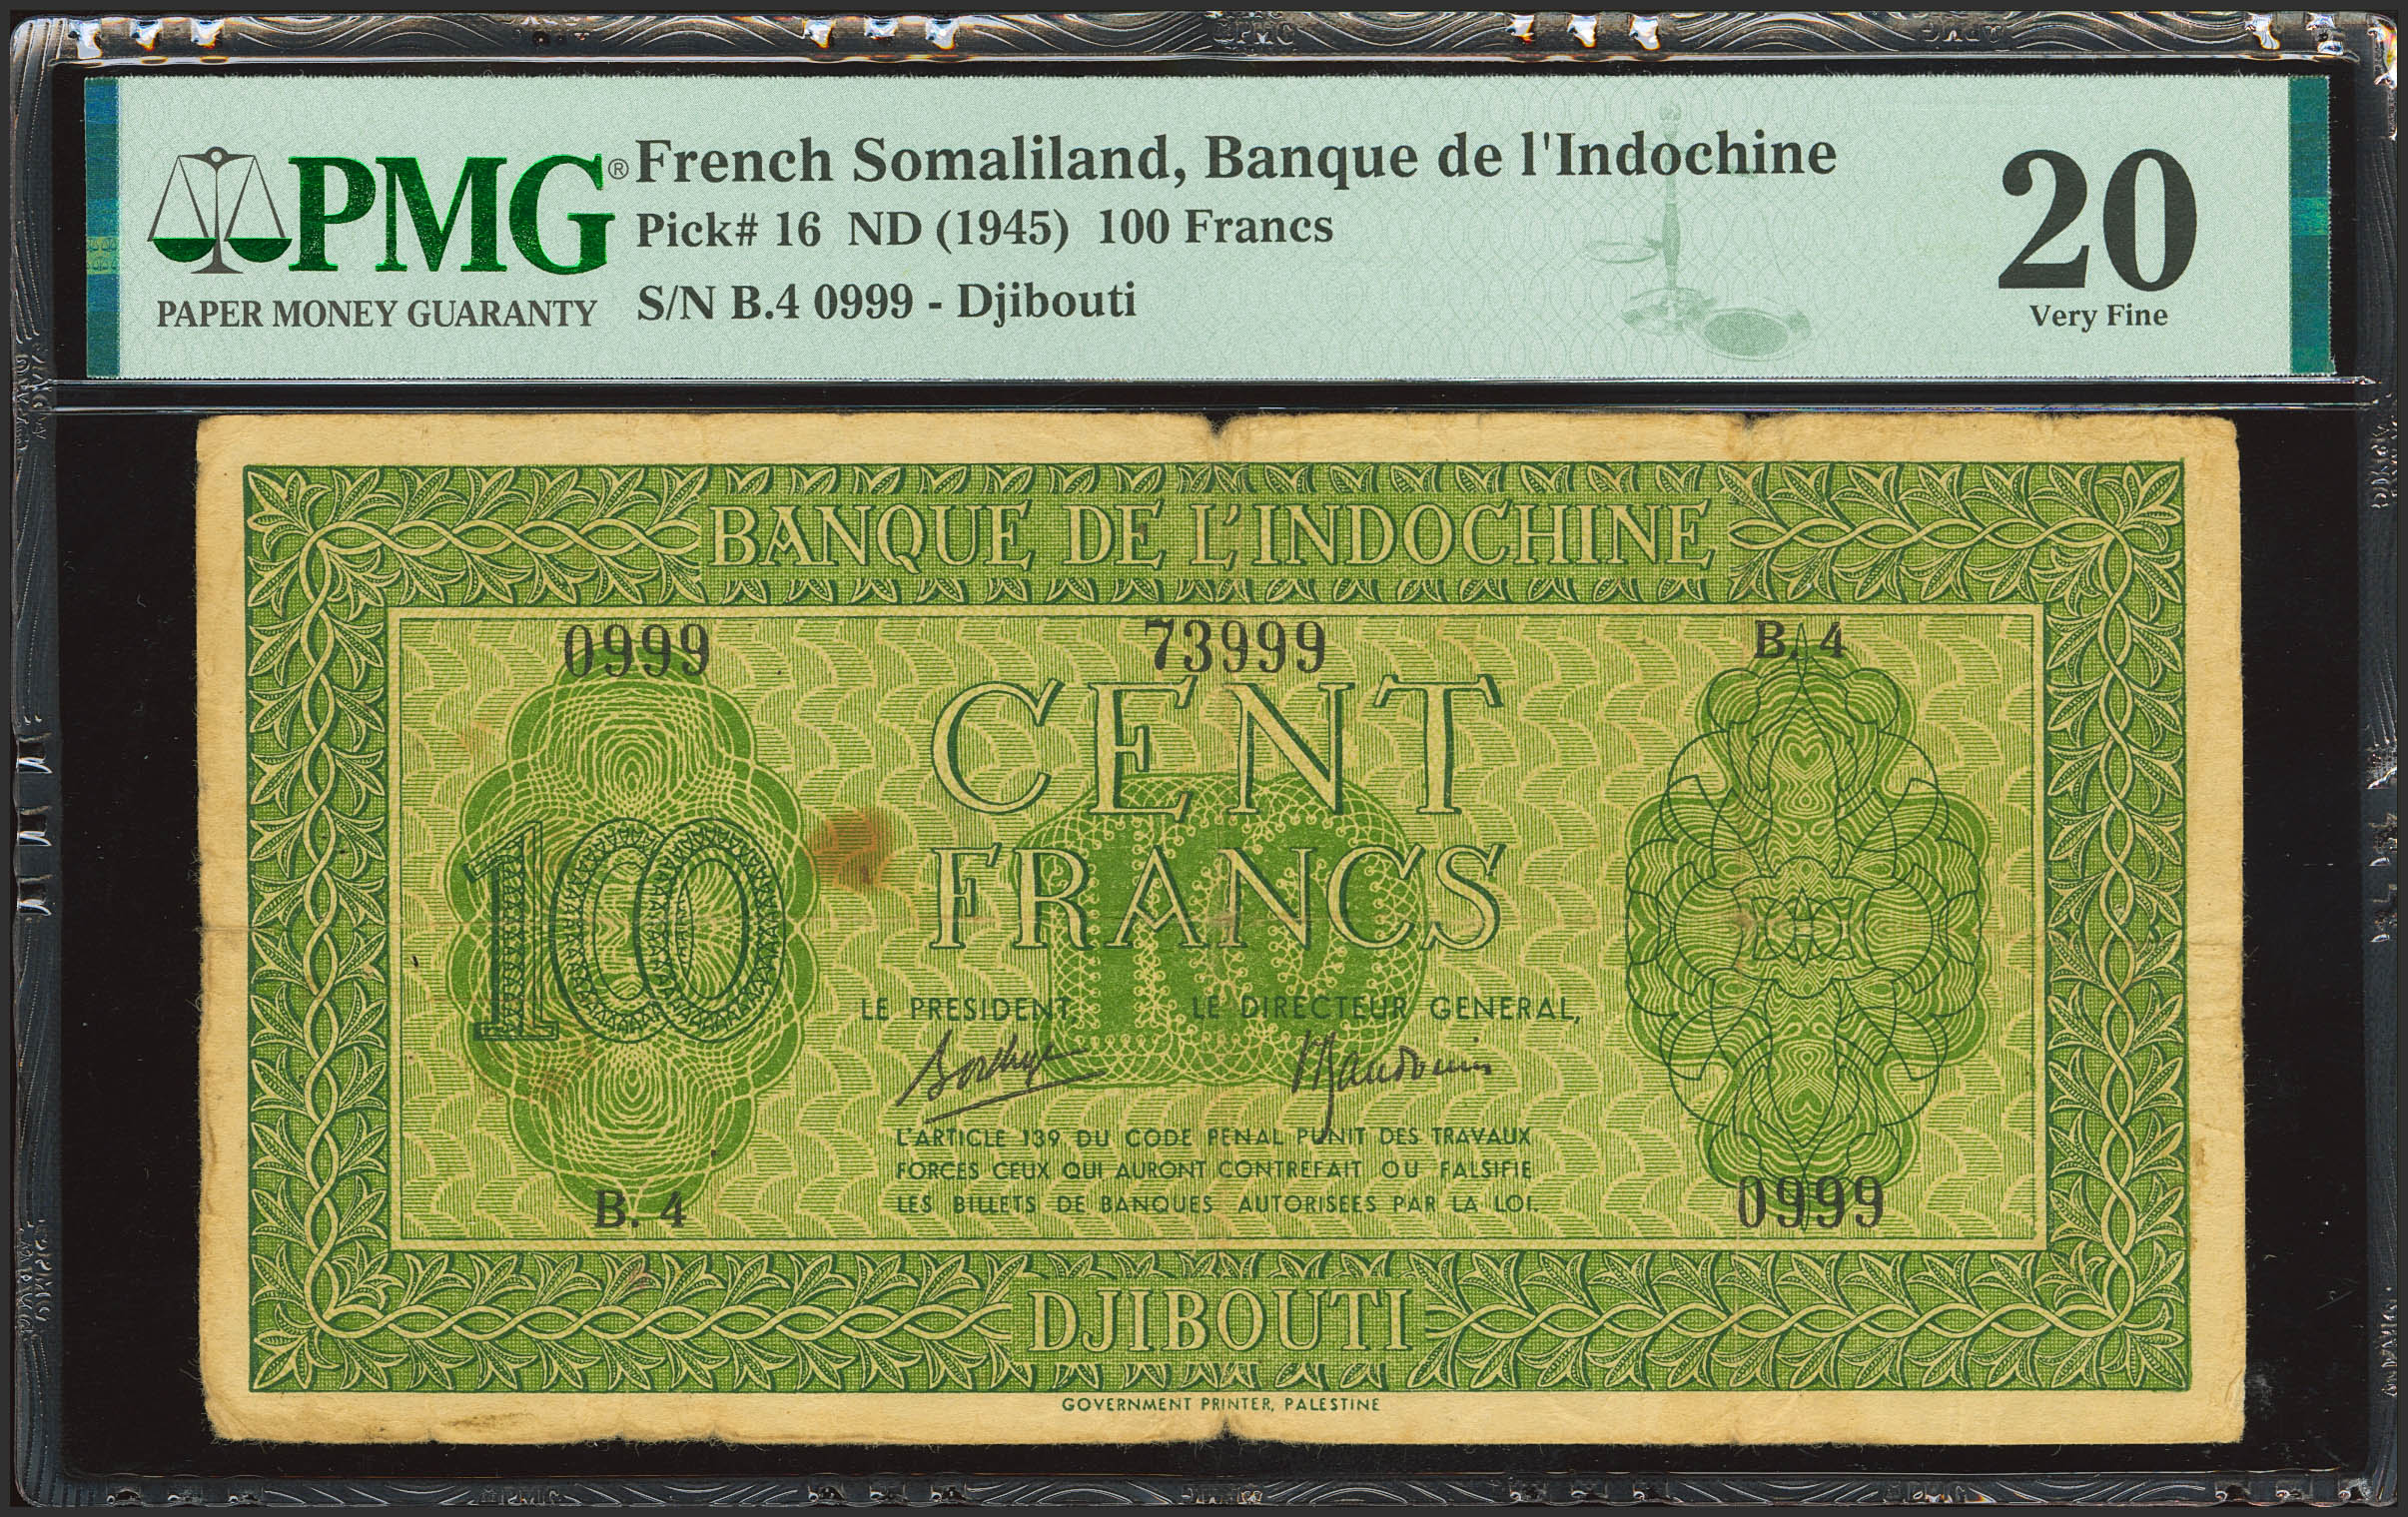 PMG®
PAPER MONEY GUARANTY
French Somaliland, Banque de l'Indochine
Pick# 16 ND (1945) 100 Francs
S/N B.4 0999 - Djibouti
20
Very Fine
BANQUE DE L'INDOCHINE
0999
73999
B. 4
CENT
FRANCS
100
100
LE PRESIDENT,
LE DIRECTEUR GENERAL,
L'ARTICLE 139 DU CODE PENAL PUNIT DES TRAVAUX
FORCES CEUX QUI AURONT CONTREFAIT OU FALSIFIE
LES BILLETS DE BANQUES AUTORISEES PAR LA LOI.
B. 4
0999
DJIBOUTI
GOVERNMENT PRINTER, PALESTINE